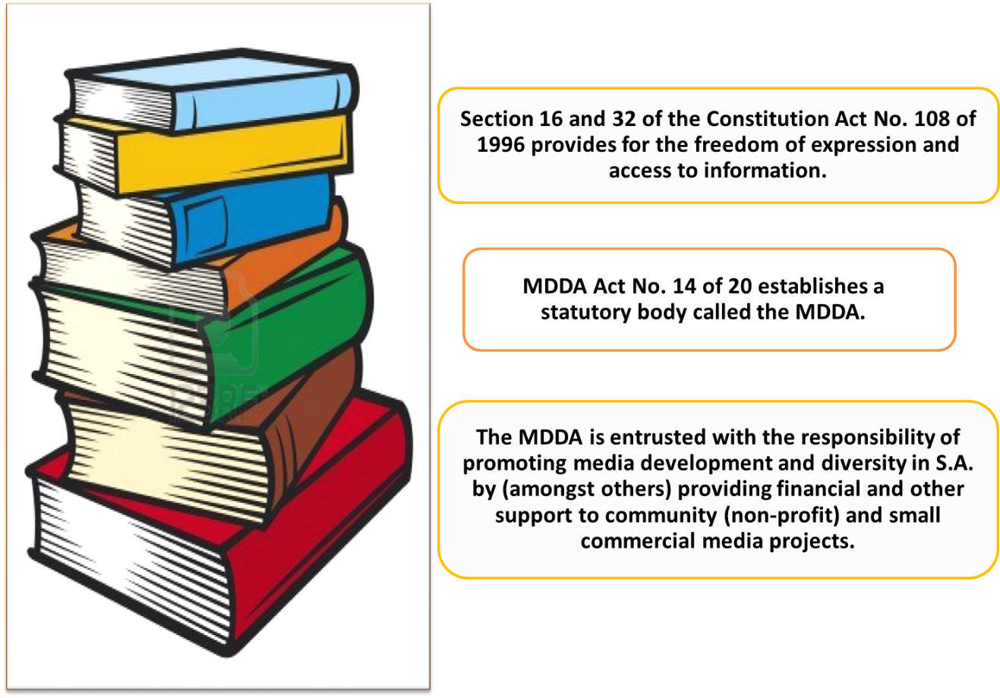 Section 16 and 32 of the Constitution Act No. 108 of
1996 provides for the freedom of expression and
access to information.
MDDA Act No. 14 of 20 establishes a
statutory body called the MDDA.
The MDDA is entrusted with the responsibility of
promoting media development and diversity in S.A.
by (amongst others) providing financial and other
support to community (non-profit) and small
commercial media projects.